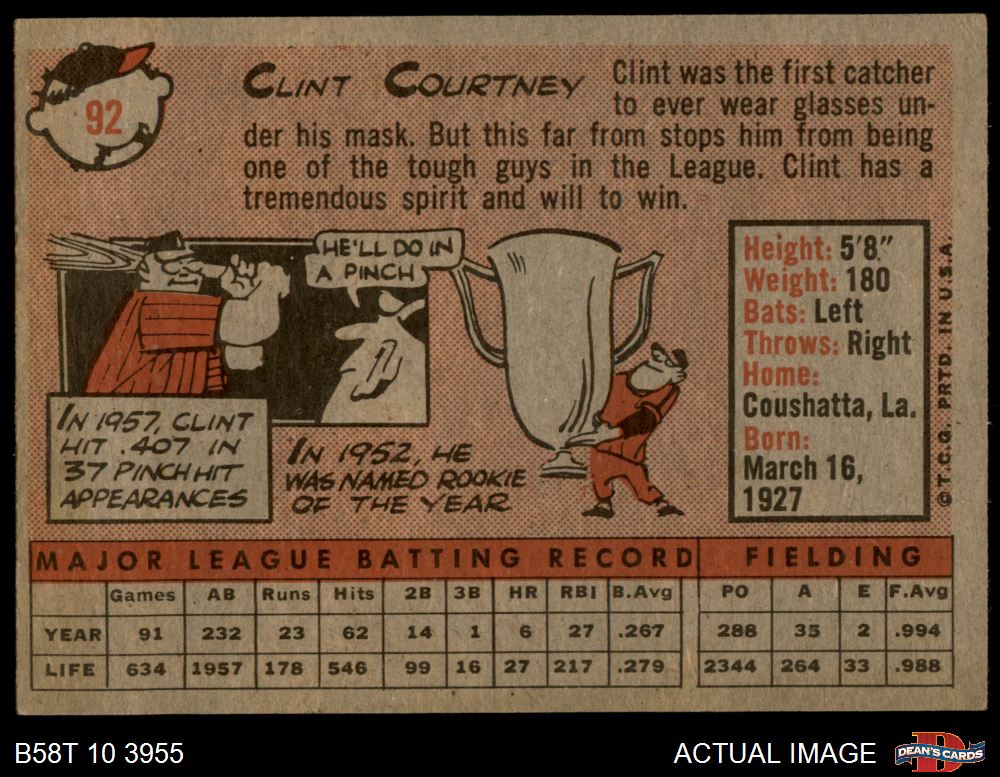 92
CLINT COURTNEY
Clint was the first catcher
to ever wear glasses un-
der his mask. But this far from stops him from being
one of the tough guys in the League. Clint has a
tremendous spirit and will to win.
HE'LL DO IN
A PINCH
IN 1957, CLINT
HIT .407 IN
37 PINCH HIT
APPEARANCES
IN 1952, HE
WAS NAMED ROOKIE
OF THE YEAR
Height: 5'8"
Weight: 180
Bats: Left
Throws: Right
Home:
Coushatta, La.
Born:
March 16,
1927
© T.C.G. PRTD. IN U.S.A.
MAJOR LEAGUE BATTING RECORD FIELDING
Games AB Runs Hits 2B 3B HR RBI B.Avg PO A E F.Avg
YEAR 91 232 23 62 14 1 6 27 .267 288 35 2 .994
LIFE 634 1957 178 546 99 16 27 217 .279 2344 264 33 .988
B58T 10 3955
ACTUAL IMAGE
D
DEAN'S CARDS